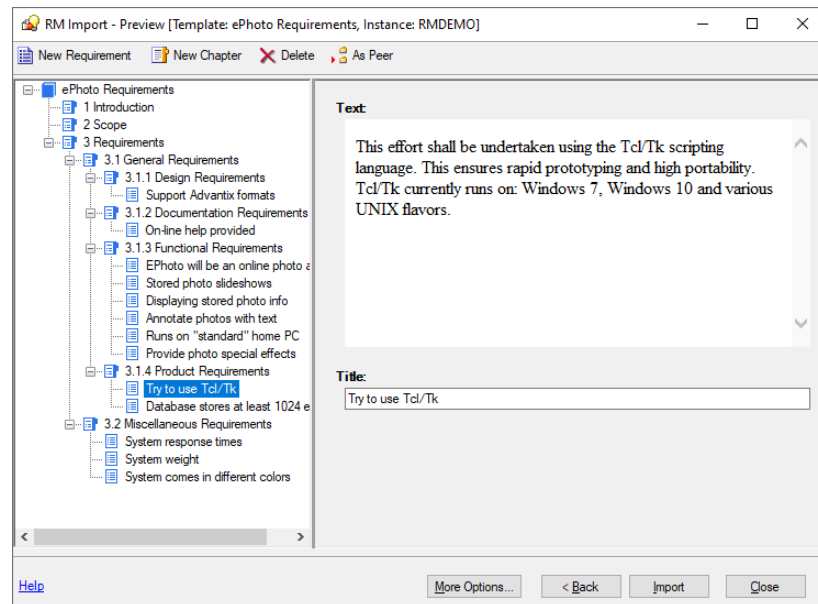 RM Import - Preview [Template: ePhoto Requirements, Instance: RMDEMO]
New Requirement New Chapter Delete As Peer
ePhoto Requirements
1 Introduction
2 Scope
3 Requirements
3.1 General Requirements
3.1.1 Design Requirements
Support Advantix formats
3.1.2 Documentation Requirements
On-line help provided
3.1.3 Functional Requirements
EPhoto will be an online photo a
Stored photo slideshows
Displaying stored photo info
Annotate photos with text
Runs on "standard" home PC
Provide photo special effects
3.1.4 Product Requirements
Try to use Tcl/Tk
Database stores at least 1024 e
3.2 Miscellaneous Requirements
System response times
System weight
System comes in different colors
Text:
This effort shall be undertaken using the Tcl/Tk scripting
language. This ensures rapid prototyping and high portability.
Tcl/Tk currently runs on: Windows 7, Windows 10 and various
UNIX flavors.
Title:
Try to use Tcl/Tk
Help
More Options... < Back Import Close